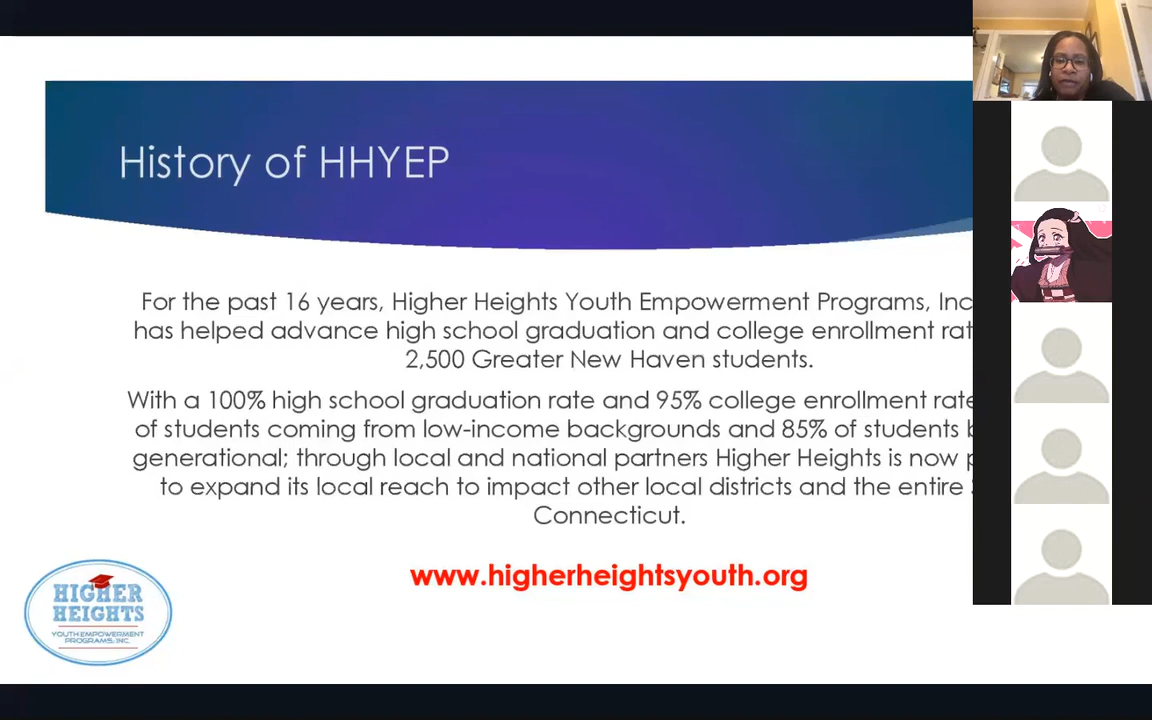 History of HHYEP
For the past 16 years, Higher Heights Youth Empowerment Programs, Inc
has helped advance high school graduation and college enrollment
2,500 Greater New Haven students.
With a 100% high school graduation rate and 95% college enrollment rate
of students coming from low-income backgrounds and 85% of students
generational; through local and national partners Higher Heights is now
to expand its local reach to impact other local districts and the entire
Connecticut.
www.higherheightsyouth.org
HIGHER
HEIGHTS
YOUTH EMPOWERMENT
PROGRAMS, INC.